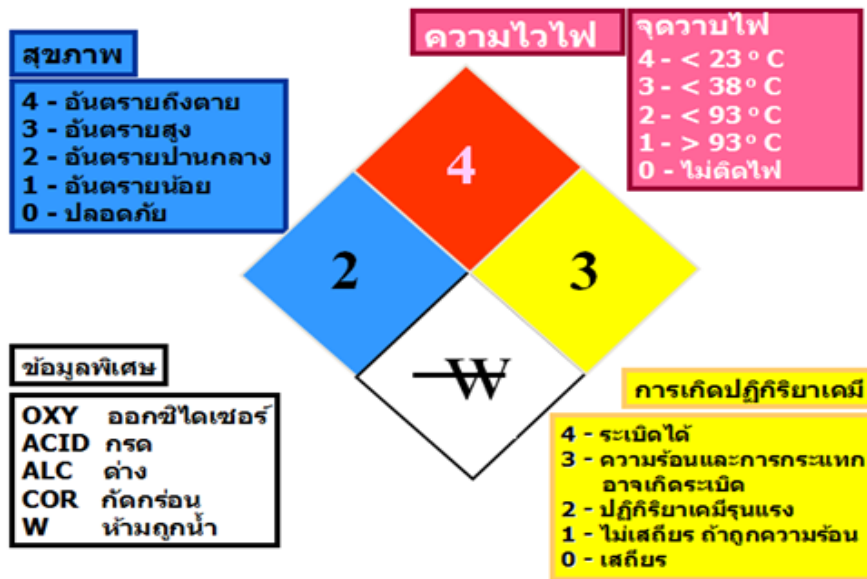 สุขภาพ
4 - อันตรายถึงตาย
3 - อันตรายสูง
2 - อันตรายปานกลาง
1 - อันตรายน้อย
0 - ปลอดภัย
ความไวไฟ
จุดวาบไฟ
4 - < 23 ° C
3 - < 38 ° C
2 - < 93 ° C
1 - > 93 ° C
0 - ไม่ติดไฟ
4
2
3
W
ข้อมูลพิเศษ
OXY ออกซิไดเซอร์
ACID กรด
ALC ด่าง
COR กัดกร่อน
W ห้ามถูกน้ำ
การเกิดปฏิกิริยาเคมี
4 - ระเบิดได้
3 - ความร้อนและการกระแทก
อาจเกิดระเบิด
2 - ปฏิกิริยาเคมีรุนแรง
1 - ไม่เสถียร ถ้าถูกความร้อน
0 - เสถียร